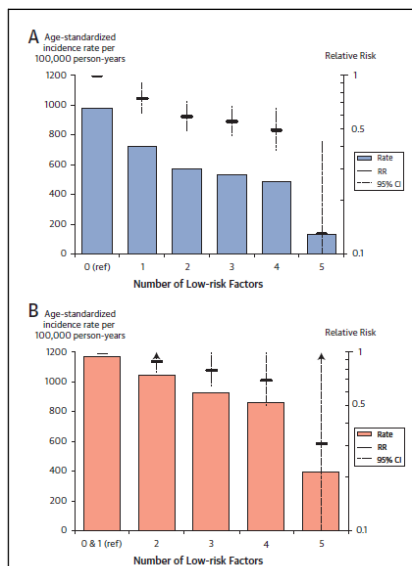 A
Age-standardized
incidence rate per
100,000 person-years
Relative Risk
1200
1000
800
600
400
200
0
1
0.5
0.1
Rate
RR
95% CI
0 (ref)
1
2
3
4
5
Number of Low-risk Factors
B
Age-standardized
incidence rate per
100,000 person-years
Relative Risk
1200
1000
800
600
400
200
0
1
0.5
0.1
Rate
RR
95% CI
0 & 1 (ref)
2
3
4
5
Number of Low-risk Factors